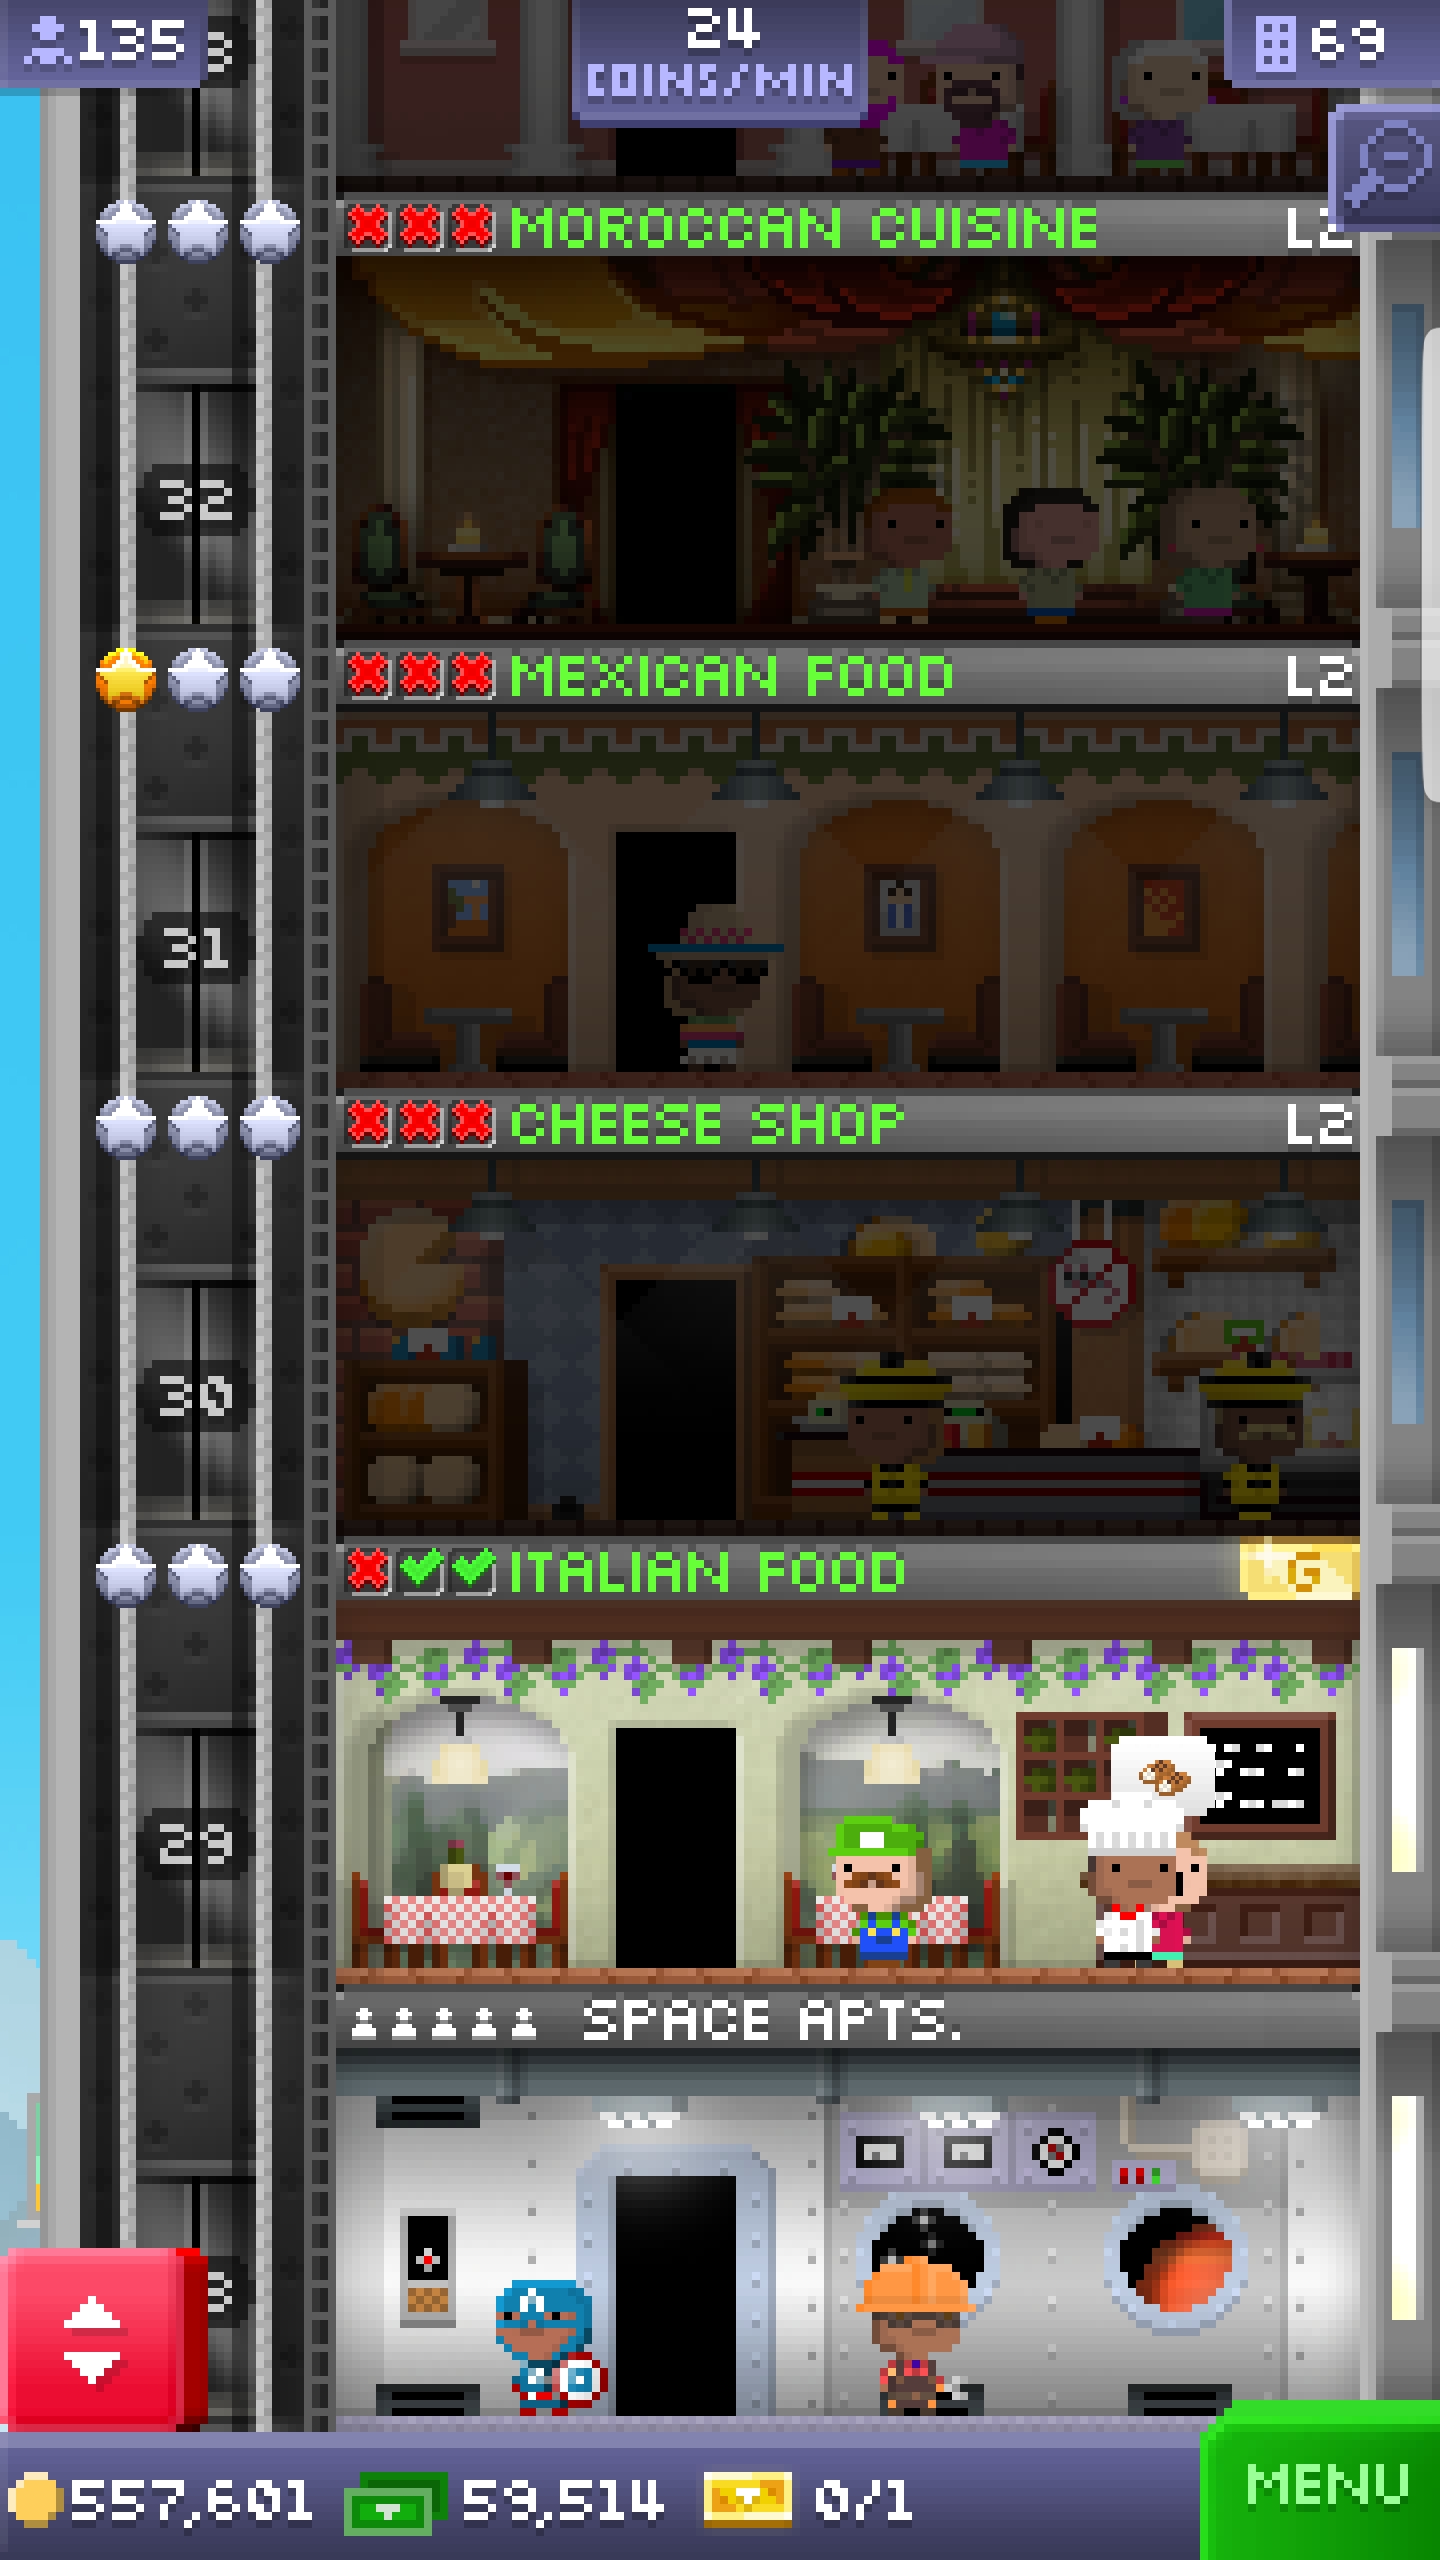 135
24
COINS/MIN
69
MOROCCAN CUISINE
L2
32
MEXICAN FOOD
L2
31
CHEESE SHOP
L2
30
ITALIAN FOOD
G
29
SPACE APTS.
557,601
59,514
0/1
MENU